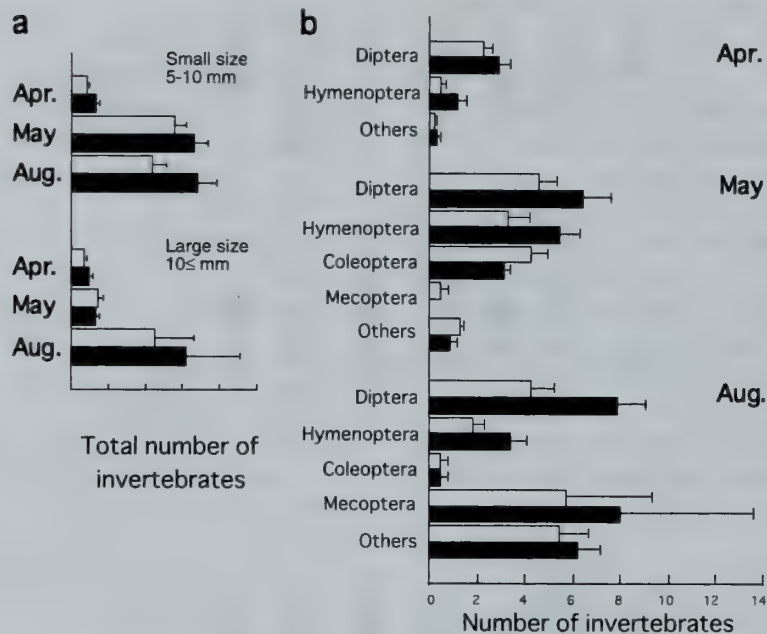 a
Small size
5-10 mm
Apr.
May
Aug.
Large size
10≤ mm
Apr.
May
Aug.
Total number of
invertebrates
b
Diptera
Apr.
Hymenoptera
Others
Diptera
May
Hymenoptera
Coleoptera
Mecoptera
Others
Diptera
Aug.
Hymenoptera
Coleoptera
Mecoptera
Others
0 2 4 6 8 10 12 14
Number of invertebrates